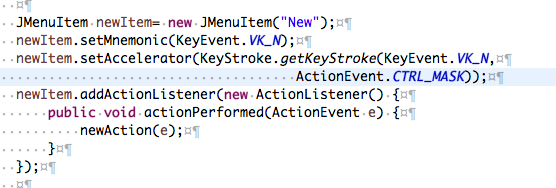 ¤¶
JMenuItem·newItem=·new·JMenuItem("New");¤¶
newItem.setMnemonic(KeyEvent.VK_N);¤¶
newItem.setAccelerator(KeyStroke.getKeyStroke(KeyEvent.VK_N,¤¶
ActionEvent.CTRL_MASK));¤¶
newItem.addActionListener(new·ActionListener()·{¤¶
public·void·actionPerformed(ActionEvent·e)·{¤¶
newAction(e);¤¶
}¤¶
});¤¶
¤¶